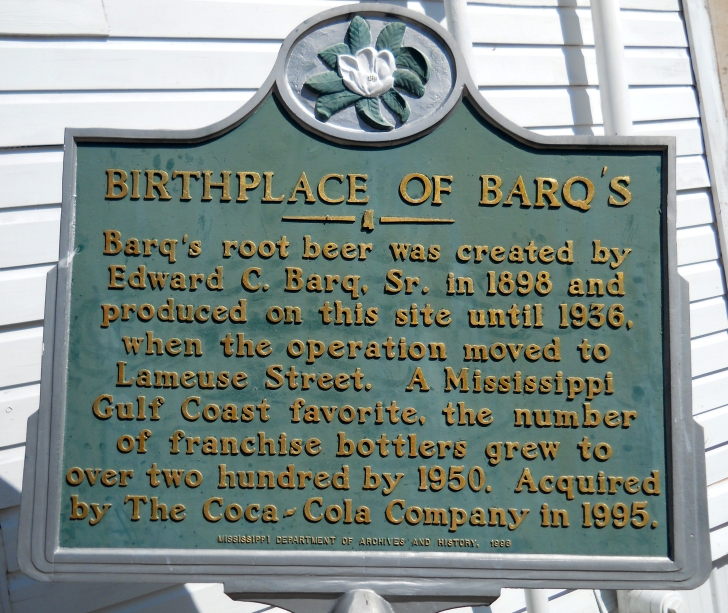 BIRTHPLACE OF BARQ'S
Barq's root beer was created by
Edward C. Barq, Sr. in 1898 and
produced on this site until 1936,
when the operation moved to
Lameuse Street. A Mississippi
Gulf Coast favorite, the number
of franchise bottlers grew to
over two hundred by 1950. Acquired
by The Coca-Cola Company in 1995.
MISSISSIPPI DEPARTMENT OF ARCHIVES AND HISTORY,